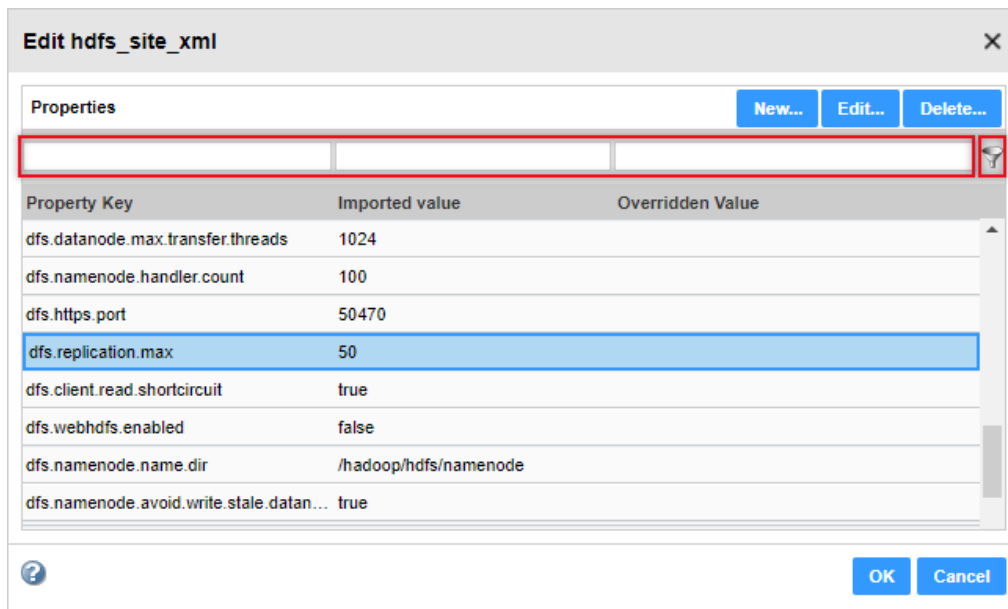 Edit hdfs_site_xml
Properties New... Edit... Delete...
Property Key Imported value Overridden Value
dfs.datanode.max.transfer.threads 1024
dfs.namenode.handler.count 100
dfs.https.port 50470
dfs.replication.max 50
dfs.client.read.shortcircuit true
dfs.webhdfs.enabled false
dfs.namenode.name.dir /hadoop/hdfs/namenode
dfs.namenode.avoid.write.stale.datan... true
OK Cancel